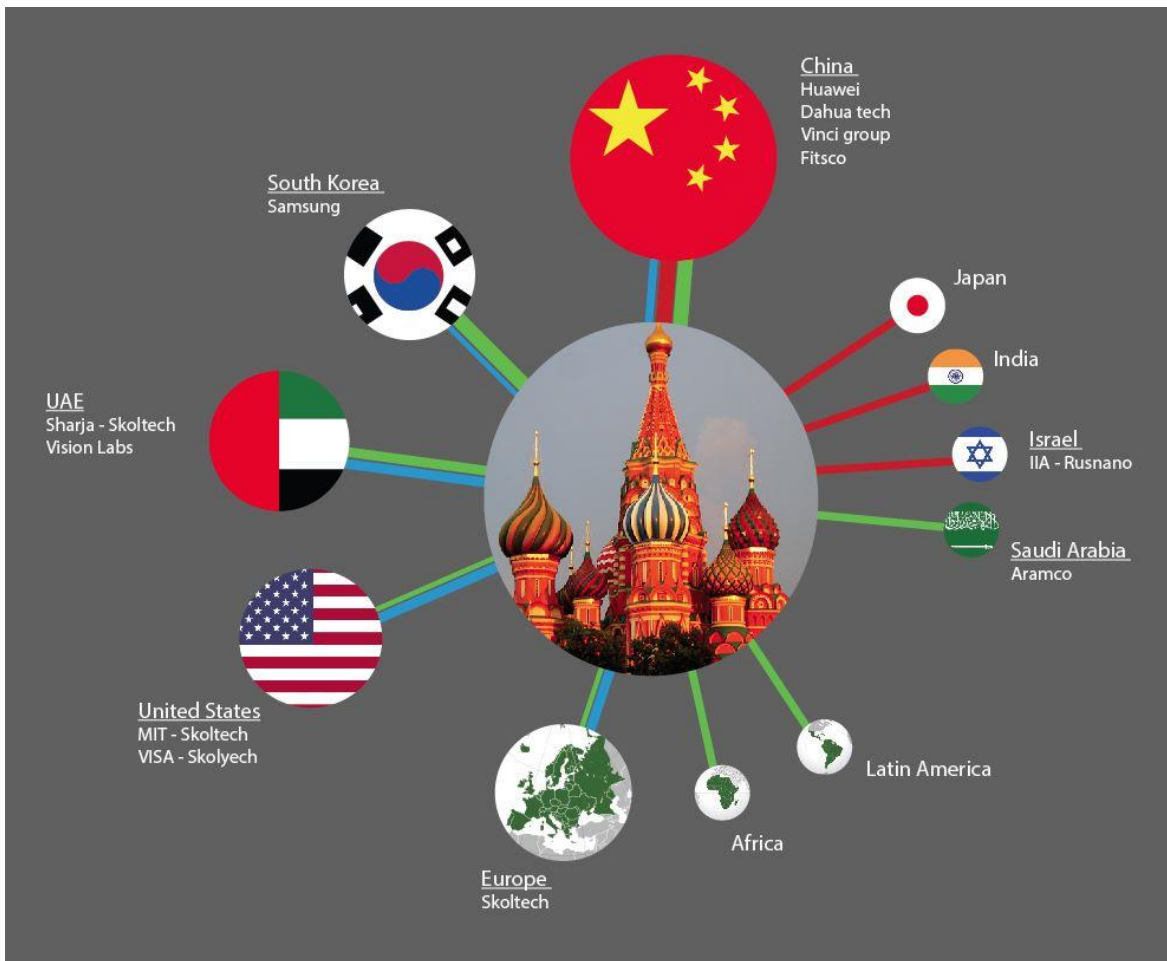 China
Huawei
Dahua tech
Vinci group
Fitsco
South Korea
Samsung
Japan
India
UAE
Sharja - Skoltech
Vision Labs
Israel
IIA - Rusnano
Saudi Arabia
Aramco
United States
MIT - Skoltech
VISA - Skolyech
Latin America
Africa
Europe
Skoltech